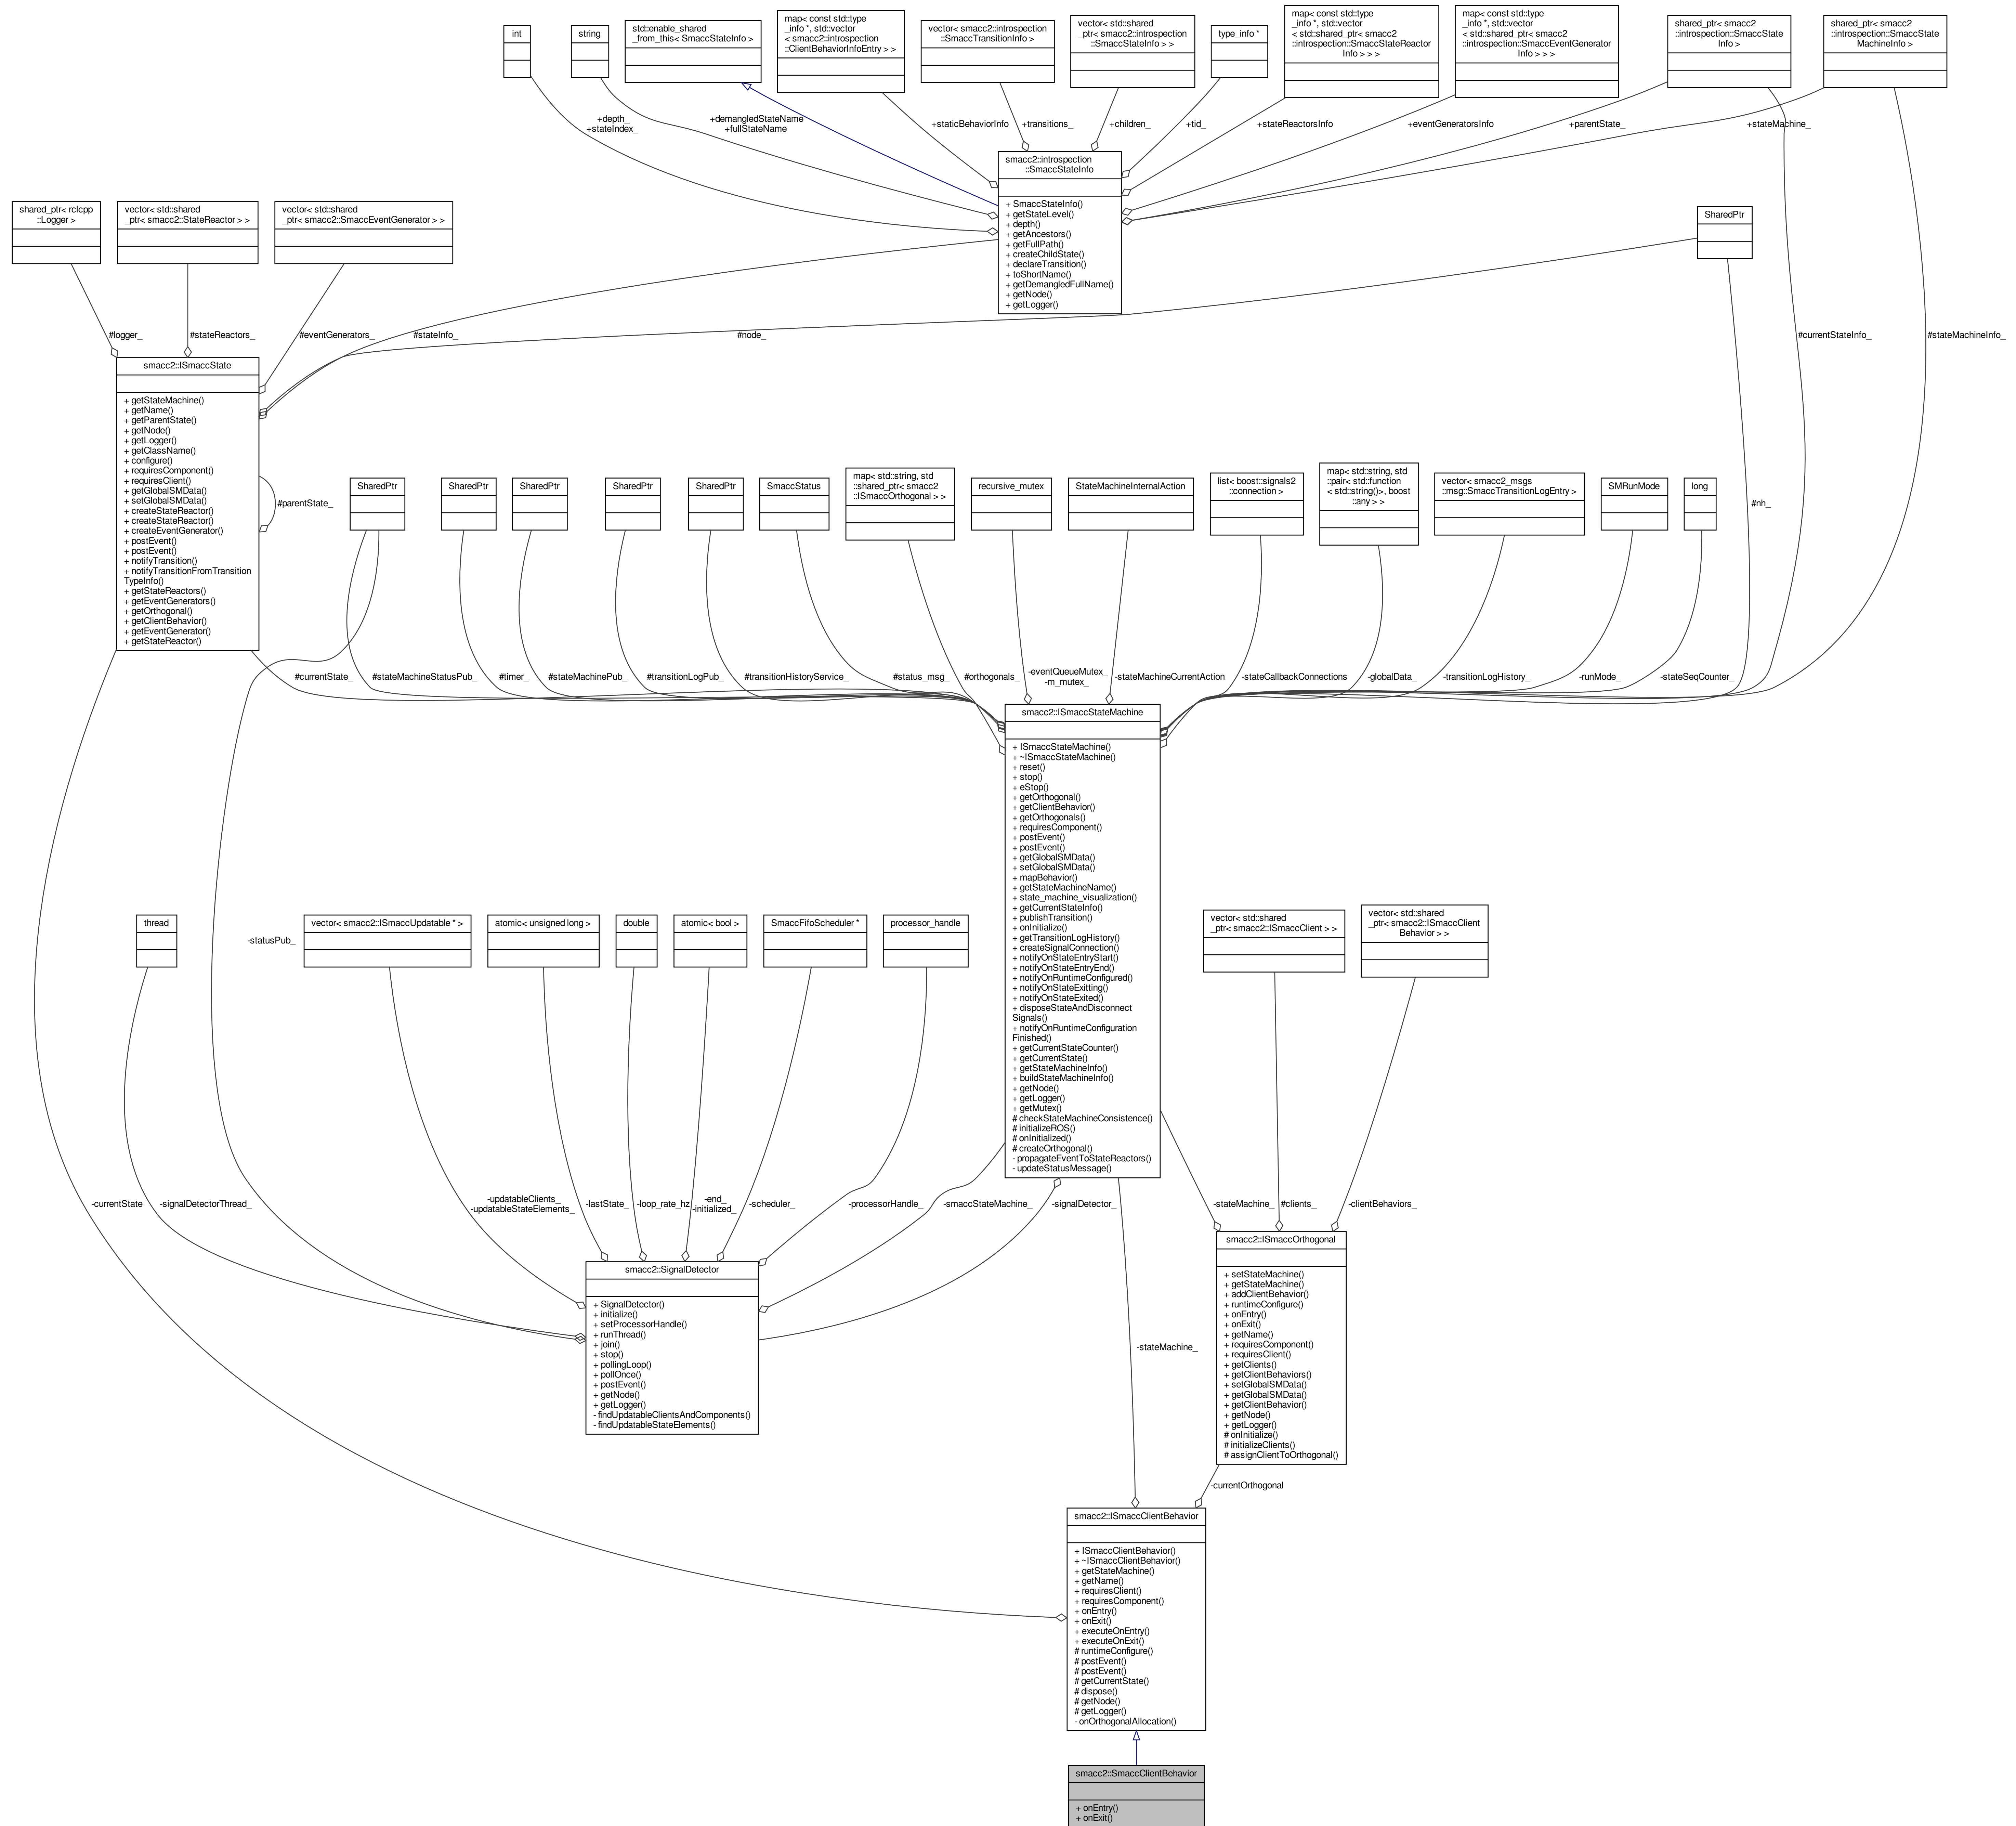 int
string
std::enable_shared
_from_this< SmaccStateInfo >
map< const std::type
_info *, std::vector
< smacc2::introspection
::ClientBehaviorInfoEntry > >
vector< smacc2::introspection
::SmaccTransitionInfo >
vector< std::shared
_ptr< smacc2::introspection
::SmaccStateInfo > >
type_info *
map< const std::type
_info *, std::vector
< std::shared_ptr< smacc2
::introspection::SmaccStateReactor
Info > > >
map< const std::type
_info *, std::vector
< std::shared_ptr< smacc2
::introspection::SmaccEventGenerator
Info > > >
shared_ptr< smacc2
::introspection::SmaccState
Info >
shared_ptr< smacc2
::introspection::SmaccState
MachineInfo >
+depth_
+stateIndex_
+demangledStateName
+fullStateName
+staticBehaviorInfo
+transitions_
+children_
+tid_
+stateReactorsInfo
+eventGeneratorsInfo
+parentState_
+stateMachine_
smacc2::introspection
::SmaccStateInfo
+ SmaccStateInfo()
+ getStateLevel()
+ depth()
+ getAncestors()
+ getFullPath()
+ createChildState()
+ declareTransition()
+ toShortName()
+ getDemangledFullName()
+ getNode()
+ getLogger()
shared_ptr< rclcpp
::Logger >
vector< std::shared
_ptr< smacc2::StateReactor > >
vector< std::shared
_ptr< smacc2::SmaccEventGenerator > >
SharedPtr
#logger_
#stateReactors_
#eventGenerators_
#stateInfo_
#node_
#currentStateInfo_
#stateMachineInfo_
smacc2::ISmaccState
+ getStateMachine()
+ getName()
+ getParentState()
+ getNode()
+ getLogger()
+ getClassName()
+ configure()
+ requiresComponent()
+ requiresClient()
+ getGlobalSMData()
+ setGlobalSMData()
+ createStateReactor()
+ createStateReactor()
+ createEventGenerator()
+ postEvent()
+ postEvent()
+ notifyTransition()
+ notifyTransitionFromTransition
TypeInfo()
+ getStateReactors()
+ getEventGenerators()
+ getOrthogonal()
+ getClientBehavior()
+ getEventGenerator()
+ getStateReactor()
#parentState_
SharedPtr
SharedPtr
SharedPtr
SharedPtr
SharedPtr
SmaccStatus
map< std::string, std
::shared_ptr< smacc2
::ISmaccOrthogonal > >
recursive_mutex
StateMachineInternalAction
list< boost::signals2
::connection >
map< std::string, std
::pair< std::function
< std::string()>, boost
::any > >
vector< smacc2_msgs
::msg::SmaccTransitionLogEntry >
SMRunMode
long
#nh_
#currentState_
#stateMachineStatusPub_
#timer_
#stateMachinePub_
#transitionLogPub_
#transitionHistoryService_
#status_msg_
#orthogonals_
-eventQueueMutex_
-m_mutex_
-stateMachineCurrentAction
-stateCallbackConnections
-globalData_
-transitionLogHistory_
-runMode_
-stateSeqCounter_
smacc2::ISmaccStateMachine
+ ISmaccStateMachine()
+ ~ISmaccStateMachine()
+ reset()
+ stop()
+ eStop()
+ getOrthogonal()
+ getClientBehavior()
+ getOrthogonals()
+ requiresComponent()
+ postEvent()
+ postEvent()
+ getGlobalSMData()
+ setGlobalSMData()
+ mapBehavior()
+ getStateMachineName()
+ state_machine_visualization()
+ getCurrentStateInfo()
+ publishTransition()
+ onInitialize()
+ getTransitionLogHistory()
+ createSignalConnection()
+ notifyOnStateEntryStart()
+ notifyOnStateEntryEnd()
+ notifyOnRuntimeConfigured()
+ notifyOnStateExitting()
+ notifyOnStateExited()
+ disposeStateAndDisconnect
Signals()
+ notifyOnRuntimeConfiguration
Finished()
+ getCurrentStateCounter()
+ getCurrentState()
+ getStateMachineInfo()
+ buildStateMachineInfo()
+ getNode()
+ getLogger()
+ getMutex()
# checkStateMachineConsistence()
# initializeROS()
# onInitialized()
# createOrthogonal()
- propagateEventToStateReactors()
- updateStatusMessage()
thread
-statusPub_
vector< smacc2::ISmaccUpdatable * >
atomic< unsigned long >
double
atomic< bool >
SmaccFifoScheduler *
processor_handle
vector< std::shared
_ptr< smacc2::ISmaccClient > >
vector< std::shared
_ptr< smacc2::ISmaccClient
Behavior > >
-currentState
-signalDetectorThread_
-updatableClients_
-updatableStateElements_
-lastState_
-loop_rate_hz
-end_
-initialized_
-scheduler_
-processorHandle_
-smaccStateMachine_
-signalDetector_
-stateMachine_
#clients_
-clientBehaviors_
smacc2::SignalDetector
+ SignalDetector()
+ initialize()
+ setProcessorHandle()
+ runThread()
+ join()
+ stop()
+ pollingLoop()
+ pollOnce()
+ postEvent()
+ getNode()
+ getLogger()
- findUpdatableClientsAndComponents()
- findUpdatableStateElements()
-stateMachine_
smacc2::ISmaccOrthogonal
+ setStateMachine()
+ getStateMachine()
+ addClientBehavior()
+ runtimeConfigure()
+ onEntry()
+ onExit()
+ getName()
+ requiresComponent()
+ requiresClient()
+ getClients()
+ getClientBehaviors()
+ setGlobalSMData()
+ getGlobalSMData()
+ getClientBehavior()
+ getNode()
+ getLogger()
# onInitialize()
# initializeClients()
# assignClientToOrthogonal()
-currentOrthogonal
smacc2::ISmaccClientBehavior
+ ISmaccClientBehavior()
+ ~ISmaccClientBehavior()
+ getStateMachine()
+ getName()
+ requiresClient()
+ requiresComponent()
+ onEntry()
+ onExit()
+ executeOnEntry()
+ executeOnExit()
# runtimeConfigure()
# postEvent()
# postEvent()
# getCurrentState()
# dispose()
# getNode()
# getLogger()
- onOrthogonalAllocation()
smacc2::SmaccClientBehavior
+ onEntry()
+ onExit()